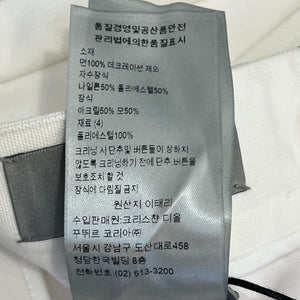 품질경영및공산품안전
관리법에의한품질표시
소재
면100% 데크레이션 제외
자수장식
나일론50% 폴리에스텔50%
장식
아크릴50% 모50%
재료 (4)
폴리에스텔100%
크리닝 시 단추및 버튼들이 상하지
않도록 크리닝하기 전에 단추 버튼을
보호조치할 것
장식에 다림질 금지
원산지 이태리
수입판매원:크리스챤 디올
꾸뛰르 코리아㈜
서울시 강남구 도산대로458
청담한국빌딩 8층
전화번호:(02) 513-3200